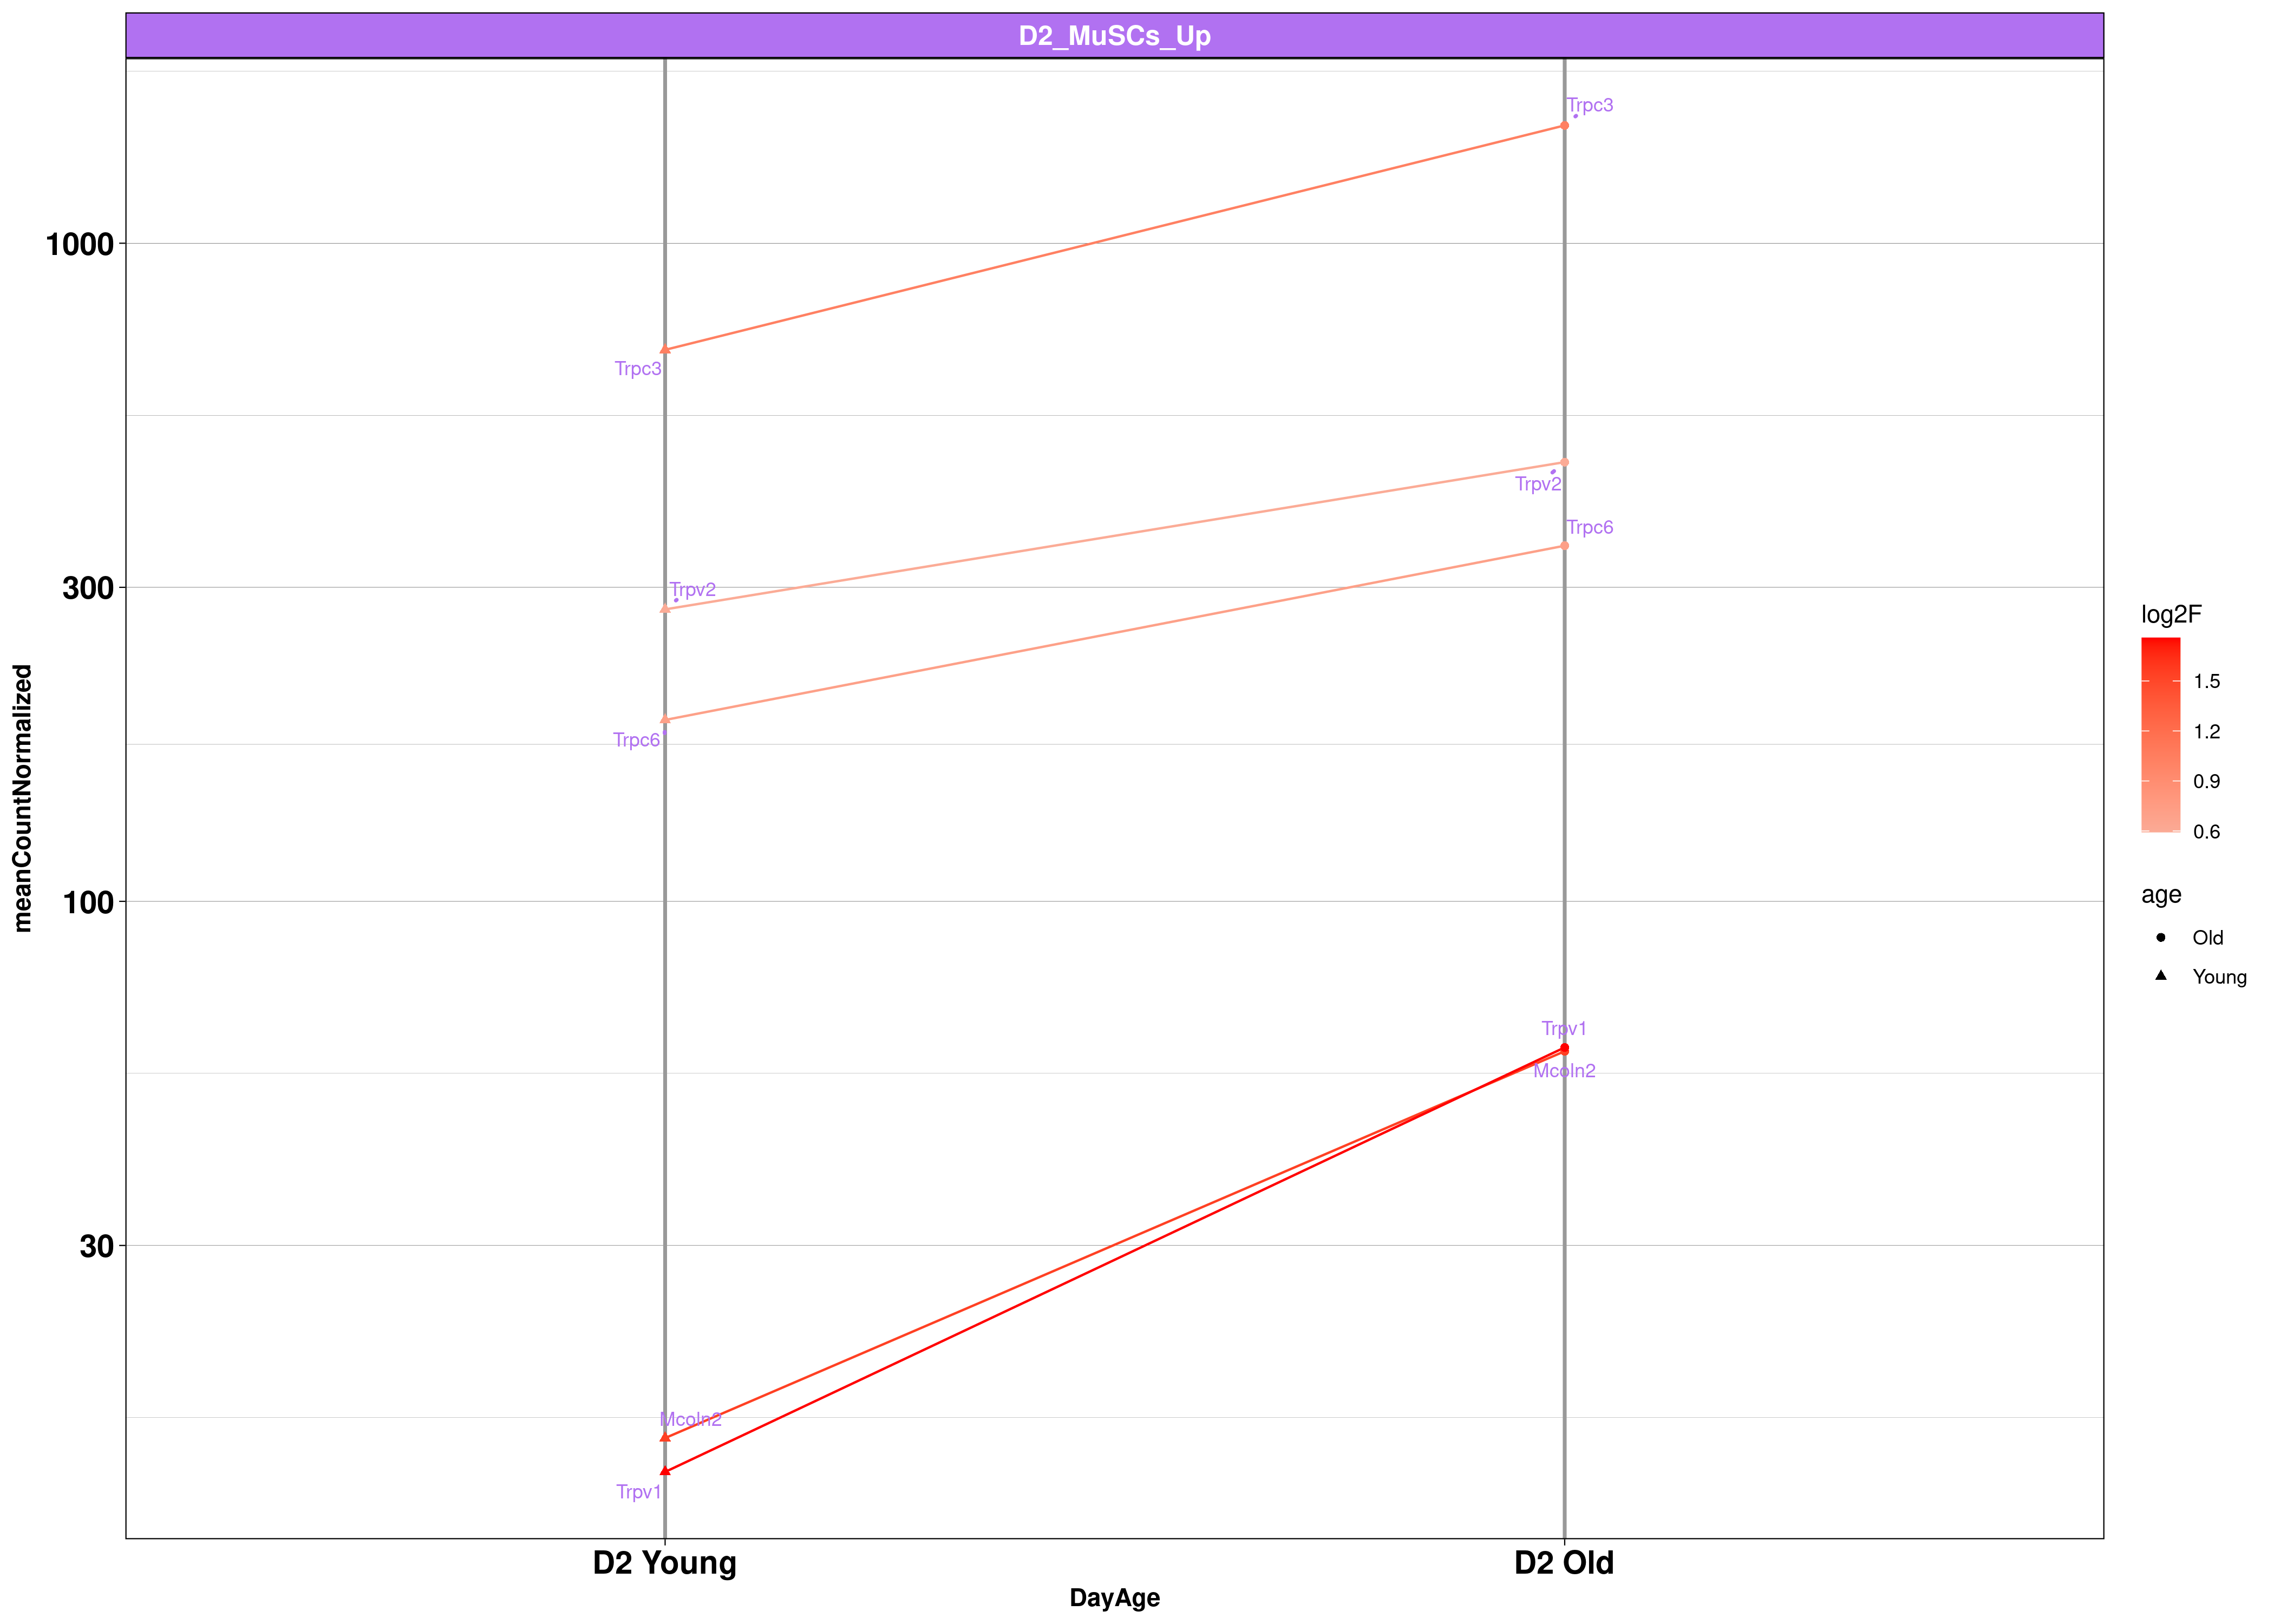 D2_MuSCs_Up
Trpc3
1000
Trpc3
Trpv2
Trpc6
300
Trpv2
Trpc6
100
Trpv1
Mcoln2
30
Mcoln2
Trpv1
meanCountNormalized
D2 Young
D2 Old
DayAge
log2F
1.5
1.2
0.9
0.6
age
Old
Young